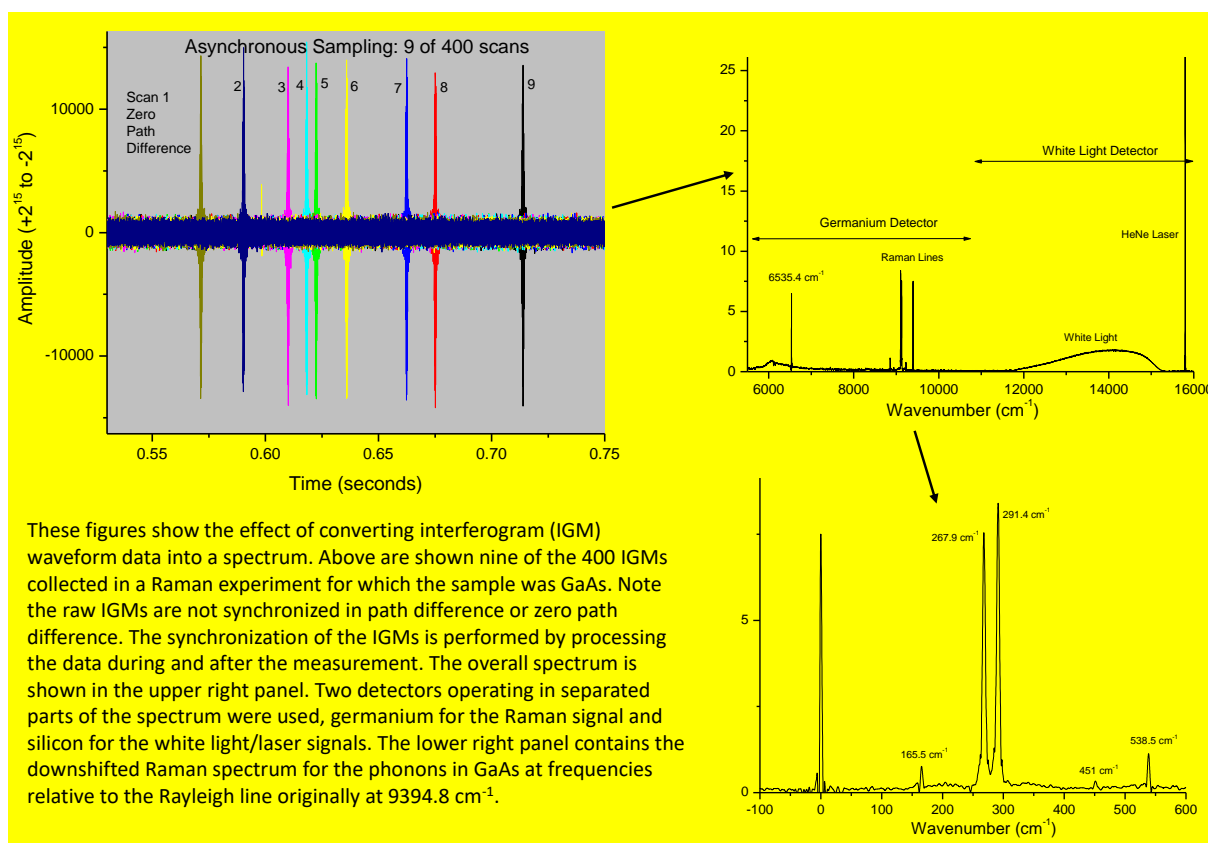 Asynchronous Sampling: 9 of 400 scans
Scan 1
Zero
Path
Difference
2
3
4
5
6
7
8
9
10000
0
-10000
Amplitude (+2¹⁵ to -2¹⁵)
0.55
0.60
0.65
0.70
0.75
Time (seconds)
25
20
15
10
5
0
White Light Detector
Germanium Detector
HeNe Laser
Raman Lines
6535.4 cm⁻¹
White Light
6000
8000
10000
12000
14000
16000
Wavenumber (cm⁻¹)
These figures show the effect of converting interferogram (IGM)
waveform data into a spectrum. Above are shown nine of the 400 IGMs
collected in a Raman experiment for which the sample was GaAs. Note
the raw IGMs are not synchronized in path difference or zero path
difference. The synchronization of the IGMs is performed by processing
the data during and after the measurement. The overall spectrum is
shown in the upper right panel. Two detectors operating in separated
parts of the spectrum were used, germanium for the Raman signal and
silicon for the white light/laser signals. The lower right panel contains the
downshifted Raman spectrum for the phonons in GaAs at frequencies
relative to the Rayleigh line originally at 9394.8 cm⁻¹.
291.4 cm⁻¹
267.9 cm⁻¹
5
165.5 cm⁻¹
451 cm⁻¹
538.5 cm⁻¹
0
-100
0
100
200
300
400
500
600
Wavenumber (cm⁻¹)